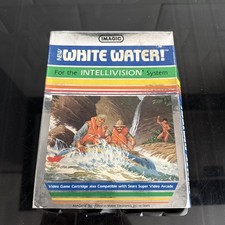 IMAGIC
WHITE WATER!
For the INTELLIVISION System
Video Game Cartridge also Compatible with Sears Super Video Arcade